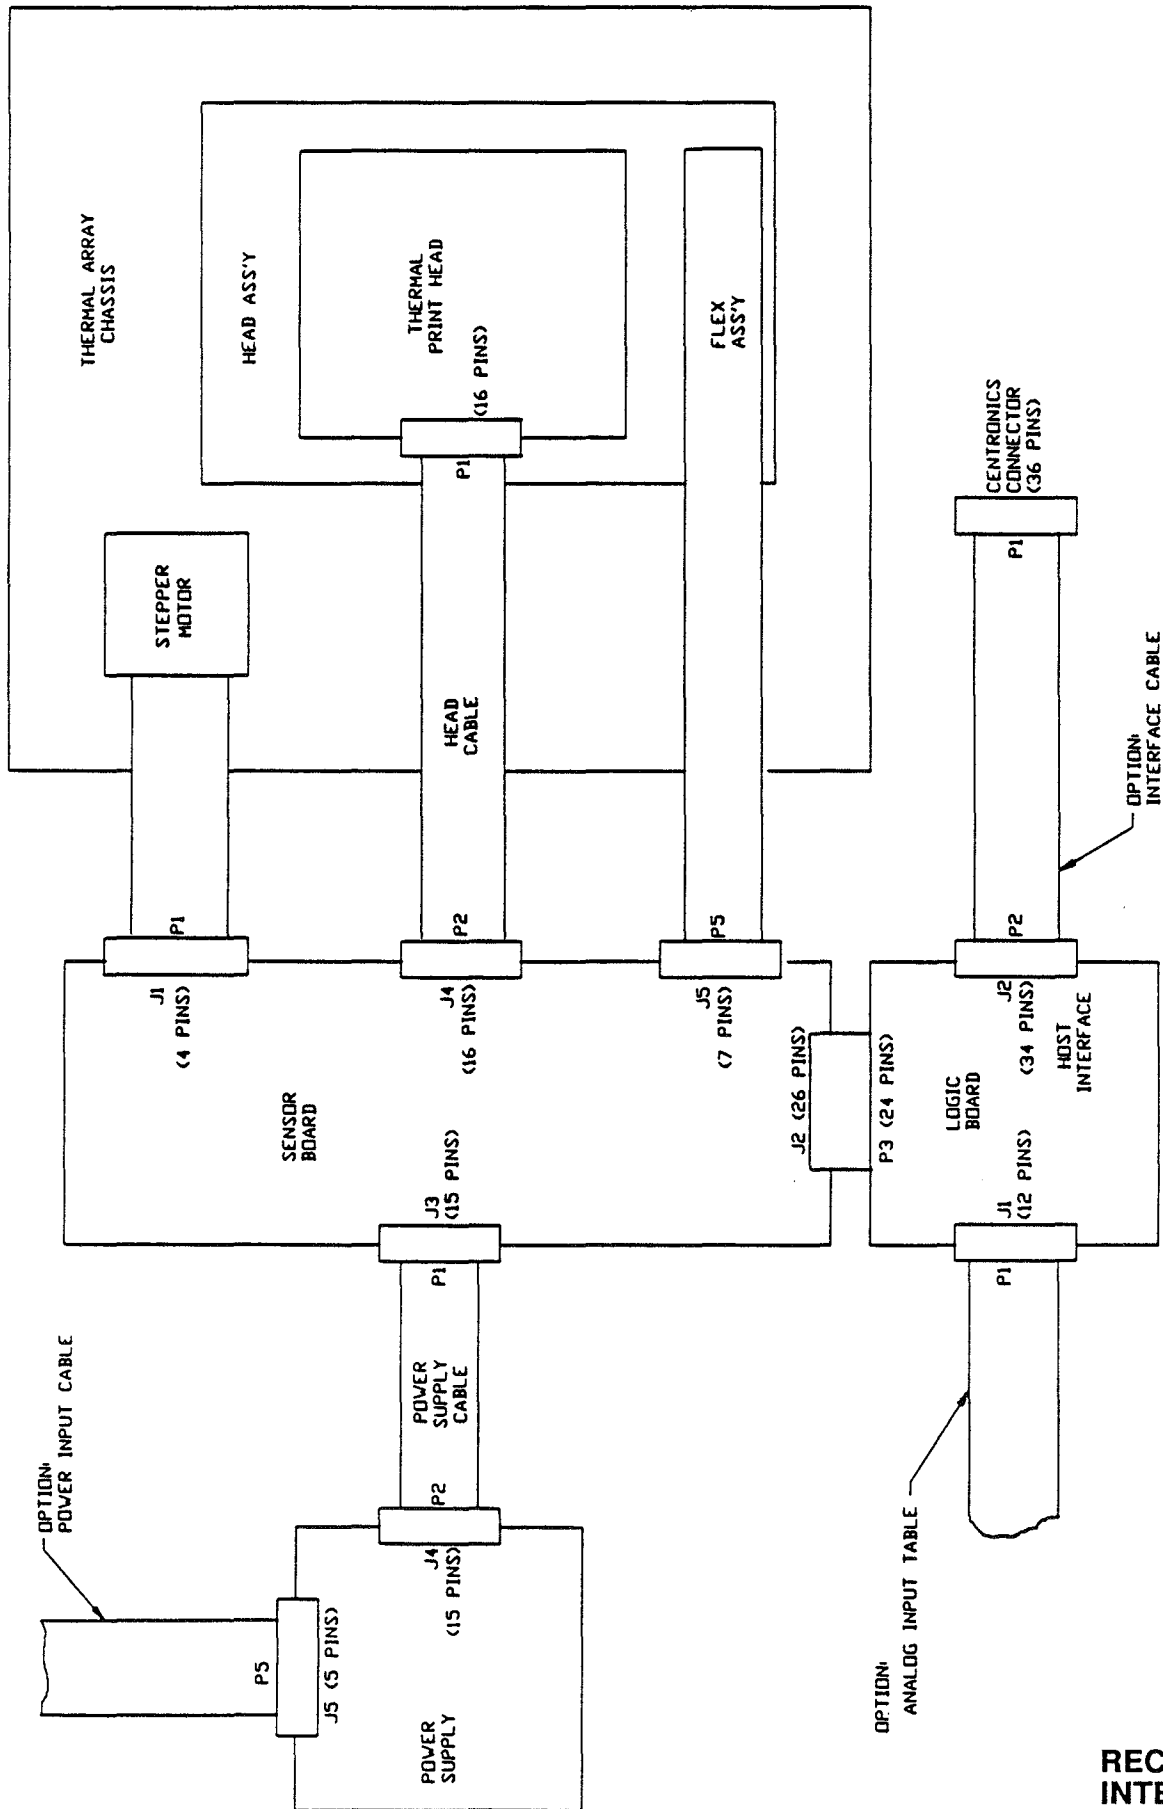 OPTION:
POWER INPUT CABLE
P5
J5 (5 PINS)
POWER
SUPPLY
J4
(15 PINS)
P2
POWER
SUPPLY
CABLE
P1
J3
(15 PINS)
SENSOR
BOARD
J1
(4 PINS)
P1
STEPPER
MOTOR
THERMAL ARRAY
CHASSIS
J4
(16 PINS)
P2
HEAD
CABLE
P1
(16 PINS)
HEAD ASS'Y
THERMAL
PRINT HEAD
J5
(7 PINS)
P5
FLEX
ASS'Y
J2 (26 PINS)
P3 (24 PINS)
OPTION:
ANALOG INPUT TABLE
P1
J1
(12 PINS)
LOGIC
BOARD
J2
(34 PINS)
HOST
INTERFACE
P2
OPTION:
INTERFACE CABLE
P1
CENTRONICS
CONNECTOR
(36 PINS)
REC
INTE